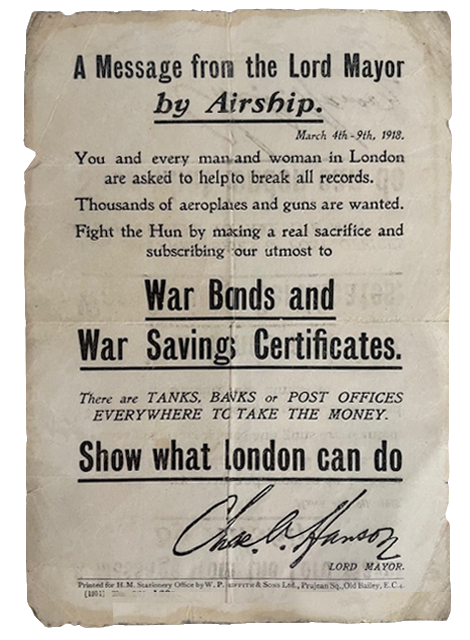 A Message from the Lord Mayor
by Airship.
March 4th-9th, 1918.
You and every man and woman in London
are asked to help to break all records.
Thousands of aeroplanes and guns are wanted.
Fight the Hun by making a real sacrifice and
subscribing your utmost to
War Bonds and
War Savings Certificates.
There are TANKS, BANKS or POST OFFICES
EVERYWHERE TO TAKE THE MONEY.
Show what London can do
Chas. A. Hanson
LORD MAYOR.
Printed for H.M. Stationery Office by W. P. GRIFFITH & SONS Ltd., Prujean Sq., Old Bailey, E.C.4.